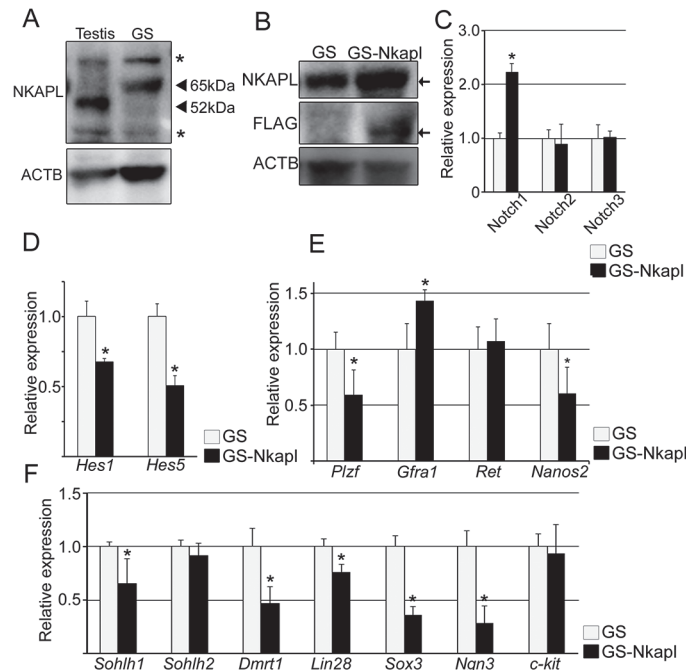 A
Testis GS
NKAPL
*
65kDa
52kDa
*
ACTB
B
GS GS-Nkapl
NKAPL
FLAG
ACTB
C
Relative expression
3.0
2.0
1.0
0
*
Notch1 Notch2 Notch3
GS
GS-Nkapl
D
Relative expression
1.0
0.5
* *
Hes1 Hes5
GS
GS-Nkapl
E
Relative expression
1.5
1.0
0.5
* * *
Plzf Gfra1 Ret Nanos2
GS
GS-Nkapl
F
Relative expression
1.5
1.0
0.5
* * * * *
Sohlh1 Sohlh2 Dmrt1 Lin28 Sox3 Ngn3 c-kit
GS
GS-Nkapl